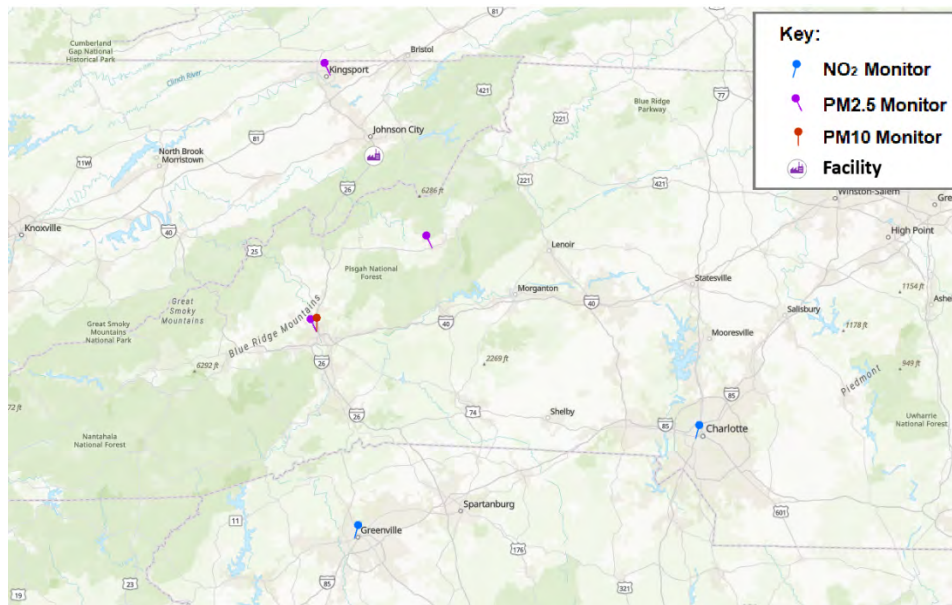 Key:
NO₂ Monitor
PM2.5 Monitor
PM10 Monitor
Facility
81
Cumberland
Gap National
Historical Park
Bristol
Kingsport
Clinch River
421
77
Blue Ridge
Parkway
221
Johnson City
81
North Brook
Morristown
11W
26
221
421
6286 ft
Winston-Salem
Gre
Knoxville
40
High Point
25
Lenoir
Pisgah National
Forest
Statesville
Great
Smoky
Mountains
Morganton
40
1154 ft
Ashe
Salisbury
Great Smoky
Mountains
National Park
Blue Ridge Mountains
40
Mooresville
1178 ft
6292 ft
26
2269 ft
949 ft
Piedmont
72 ft
26
74
Shelby
85
85
Charlotte
Uwharrie
National Forest
Nantahala
National Forest
Spartanburg
601
11
Greenville
176
23
85
321
19